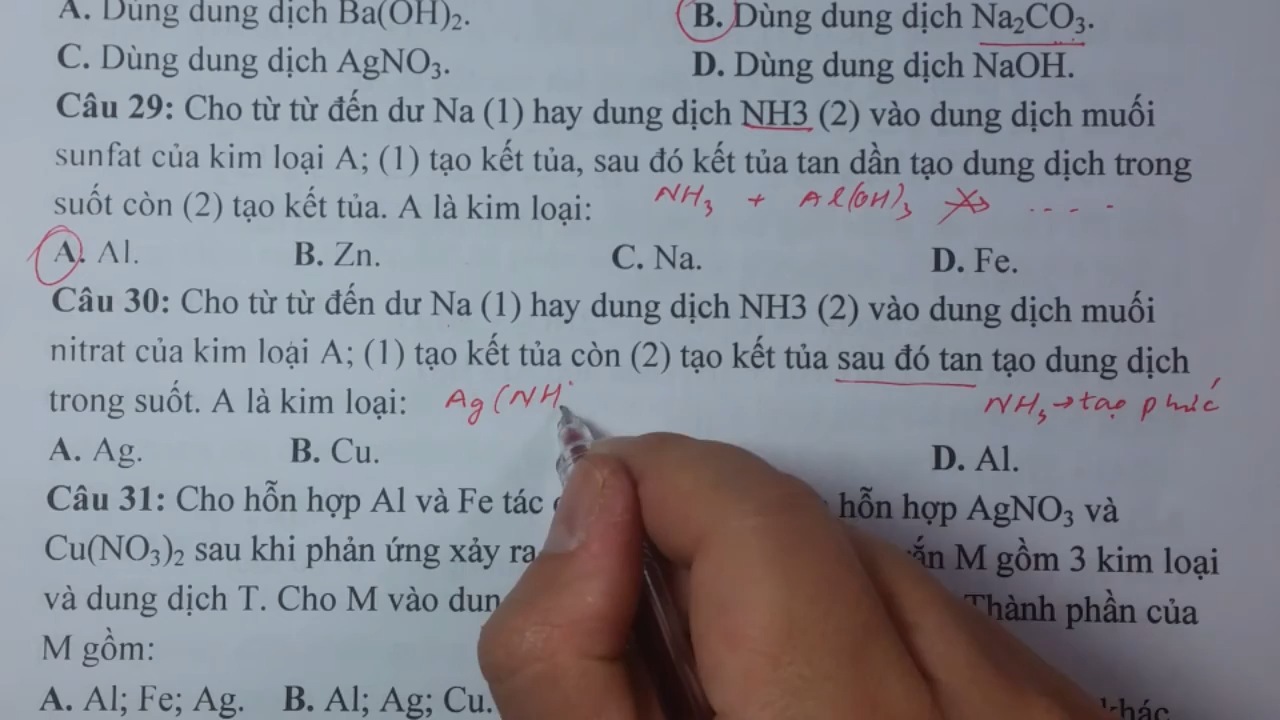 A. Dùng dung dịch Ba(OH)₂. B. Dùng dung dịch Na₂CO₃.
C. Dùng dung dịch AgNO₃. D. Dùng dung dịch NaOH.
Câu 29: Cho từ từ đến dư Na (1) hay dung dịch NH3 (2) vào dung dịch muối
sunfat của kim loại A; (1) tạo kết tủa, sau đó kết tủa tan dần tạo dung dịch trong
suốt còn (2) tạo kết tủa. A là kim loại: NH₃ + Al(OH)₃ ....
A. Al. B. Zn. C. Na. D. Fe.
Câu 30: Cho từ từ đến dư Na (1) hay dung dịch NH3 (2) vào dung dịch muối
nitrat của kim loại A; (1) tạo kết tủa còn (2) tạo kết tủa sau đó tan tạo dung dịch
trong suốt. A là kim loại: Ag(NH NH₃→tạo phức
A. Ag. B. Cu. D. Al.
Câu 31: Cho hỗn hợp Al và Fe tác hỗn hợp AgNO₃ và
Cu(NO₃)₂ sau khi phản ứng xảy ra M gồm 3 kim loại
và dung dịch T. Cho M vào Thành phần của
M gồm:
A. Al; Fe; Ag. B. Al; Ag; Cu. khác